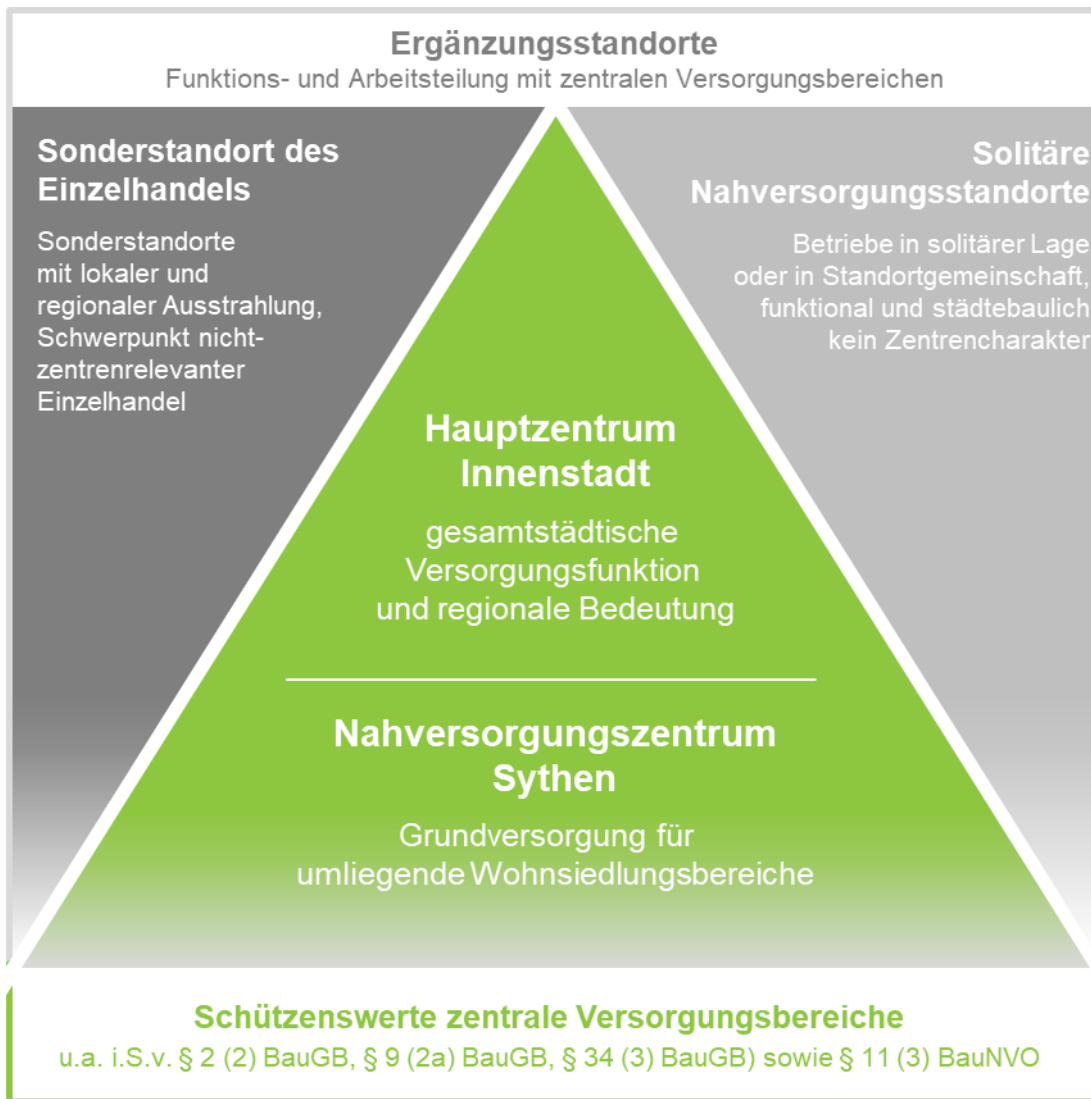 Ergänzungsstandorte
Funktions- und Arbeitsteilung mit zentralen Versorgungsbereichen
Sonderstandort des
Einzelhandels
Sonderstandorte
mit lokaler und
regionaler Ausstrahlung,
Schwerpunkt nicht-
zentrenrelevanter
Einzelhandel
Solitäre
Nahversorgungsstandorte
Betriebe in solitärer Lage
oder in Standortgemeinschaft,
funktional und städtebaulich
kein Zentrencharakter
Hauptzentrum
Innenstadt
gesamtstädtische
Versorgungsfunktion
und regionale Bedeutung
Nahversorgungszentrum
Sythen
Grundversorgung für
umliegende Wohnsiedlungsbereiche
Schützenswerte zentrale Versorgungsbereiche
u.a. i.S.v. § 2 (2) BauGB, § 9 (2a) BauGB, § 34 (3) BauGB) sowie § 11 (3) BauNVO